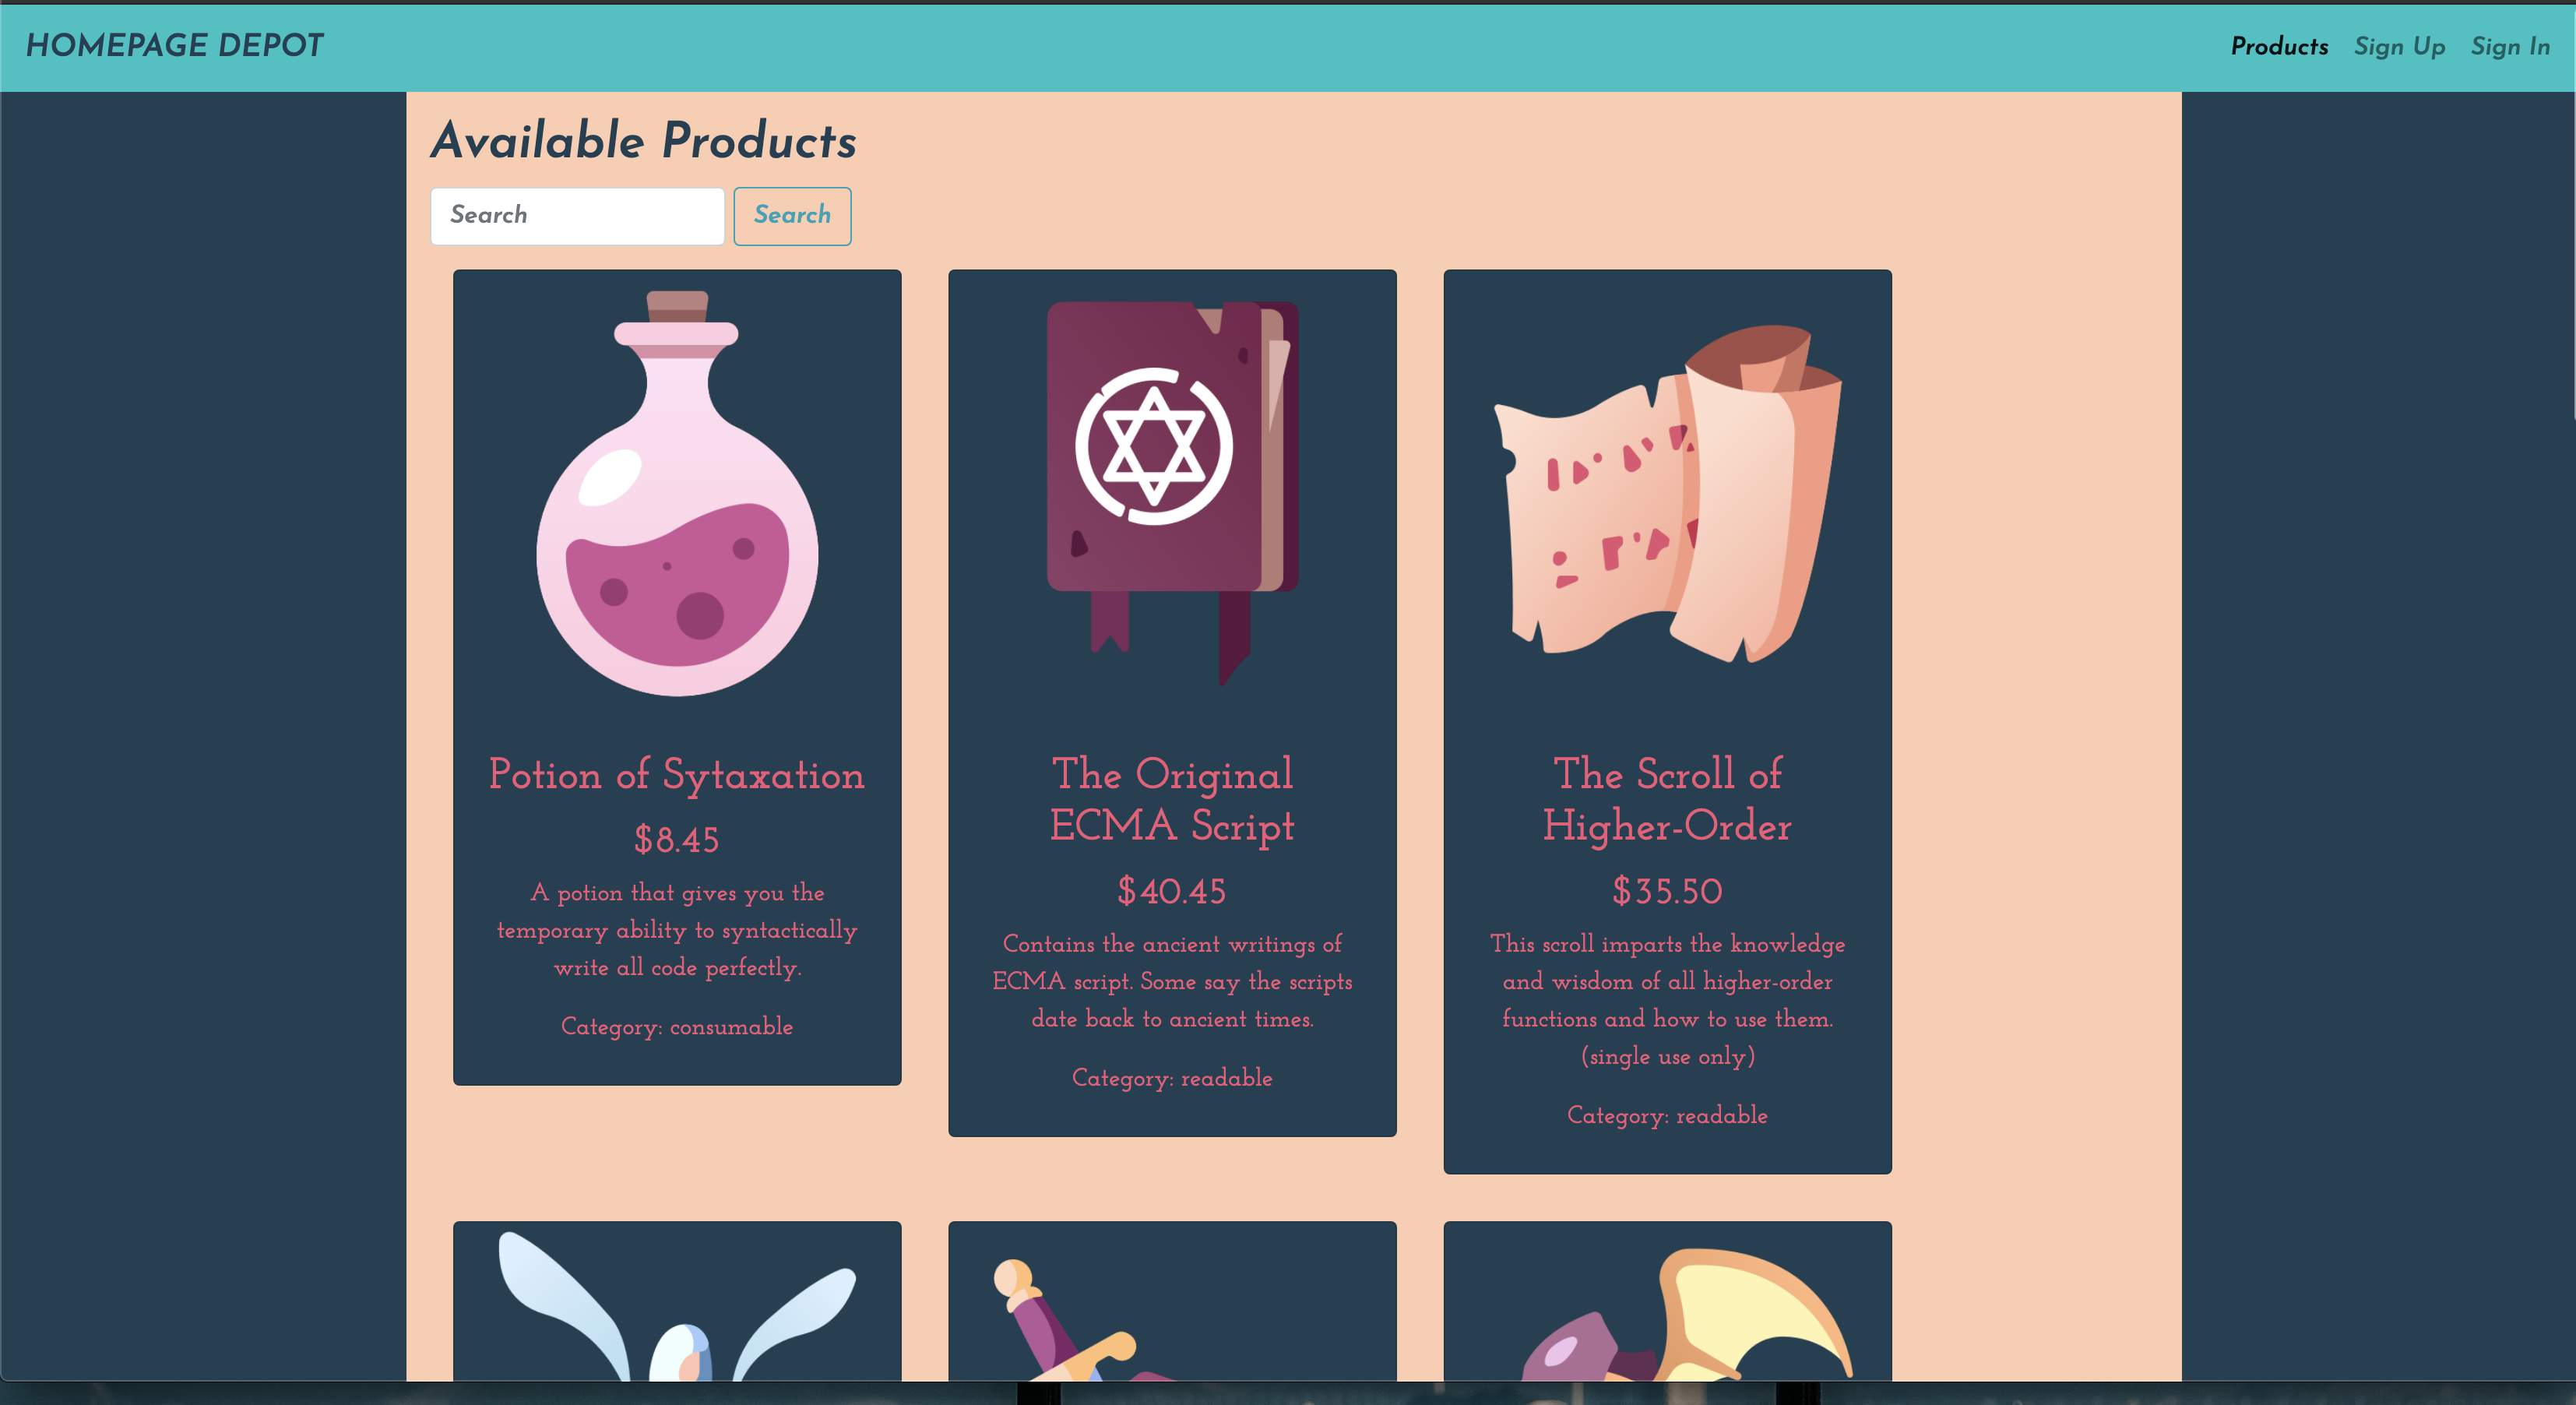 HOMEPAGE DEPOT
Products Sign Up Sign In
Available Products
Search Search
Potion of Sytaxation
$8.45
A potion that gives you the
temporary ability to syntactically
write all code perfectly.
Category: consumable
The Original
ECMA Script
$40.45
Contains the ancient writings of
ECMA script. Some say the scripts
date back to ancient times.
Category: readable
The Scroll of
Higher-Order
$35.50
This scroll imparts the knowledge
and wisdom of all higher-order
functions and how to use them.
(single use only)
Category: readable